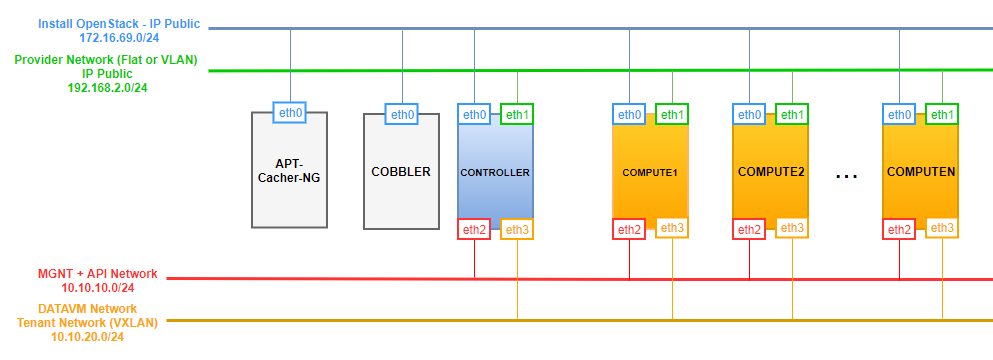 Install OpenStack - IP Public
172.16.69.0/24
Provider Network (Flat or VLAN)
IP Public
192.168.2.0/24
eth0
eth0
eth0
eth1
eth0
eth1
eth0
eth1
eth0
eth1
APT-
Cacher-NG
COBBLER
CONTROLLER
COMPUTE1
COMPUTE2
...
COMPUTEN
eth2
eth3
eth2
eth3
eth2
eth3
eth2
eth3
MGNT + API Network
10.10.10.0/24
DATAVM Network
Tenant Network (VXLAN)
10.10.20.0/24